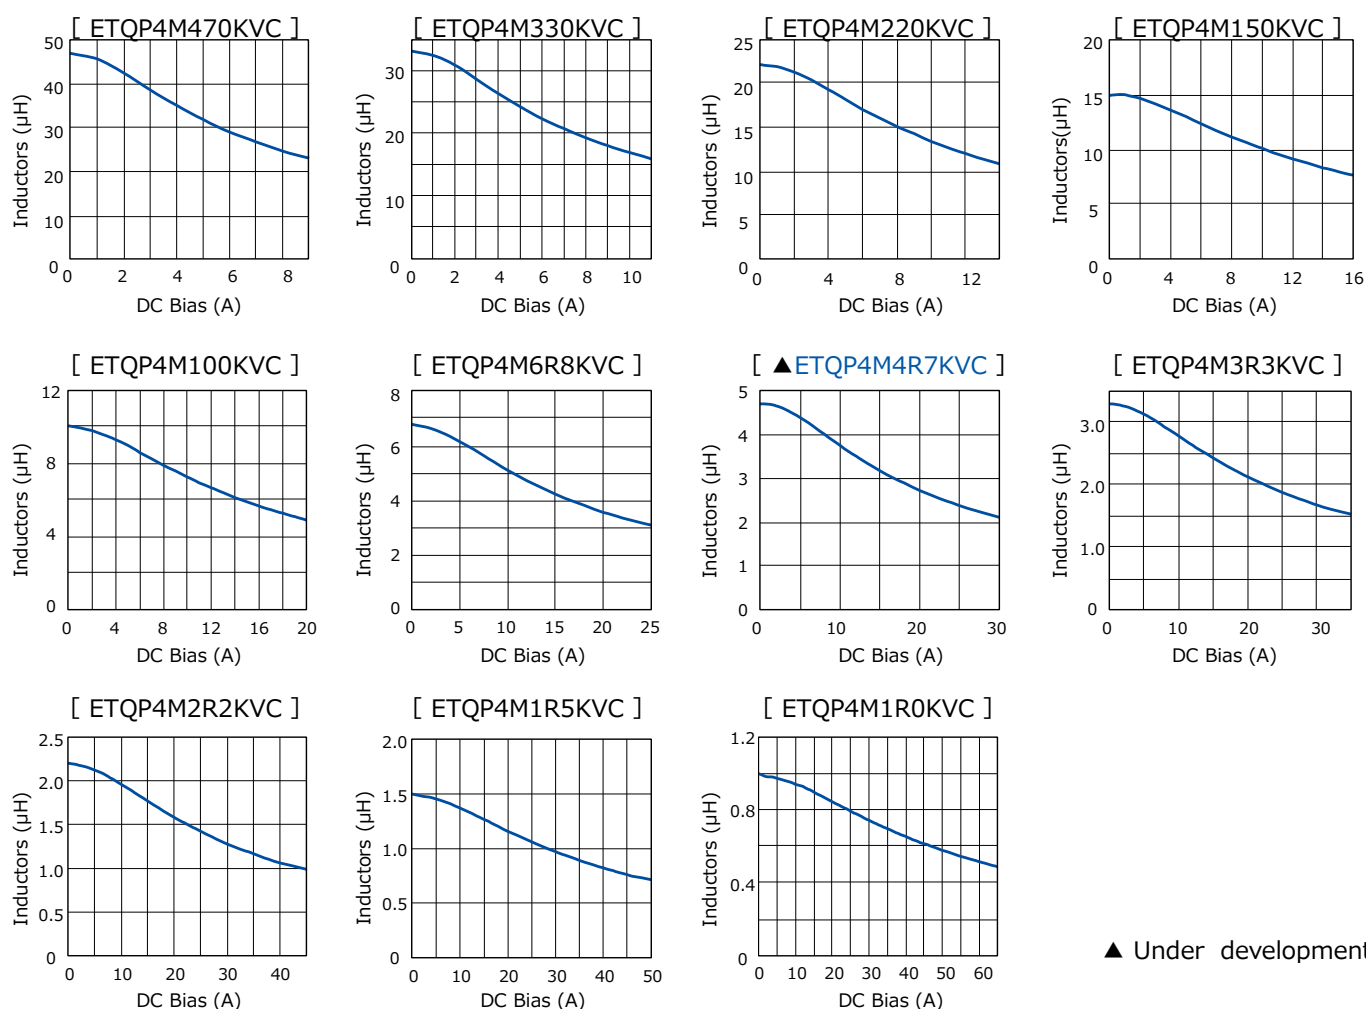 [ ETQP4M470KVC ]
50
40
30
20
10
0
0 2 4 6 8
Inductors (μH)
DC Bias (A)
[ ETQP4M330KVC ]
30
20
10
0
0 2 4 6 8 10
Inductors (μH)
DC Bias (A)
[ ETQP4M220KVC ]
25
20
15
10
5
0
0 4 8 12
Inductors (μH)
DC Bias (A)
[ ETQP4M150KVC ]
20
15
10
5
0
4 8 12 16
Inductors(μH)
DC Bias (A)
[ ETQP4M100KVC ]
12
8
4
0
0 4 8 12 16 20
Inductors (μH)
DC Bias (A)
[ ETQP4M6R8KVC ]
8
6
4
2
0
0 5 10 15 20 25
Inductors (μH)
DC Bias (A)
[ ▲ETQP4M4R7KVC ]
5
4
3
2
1
0
0 10 20 30
Inductors (μH)
DC Bias (A)
[ ETQP4M3R3KVC ]
3.0
2.0
1.0
0
0 10 20 30
Inductors (μH)
DC Bias (A)
[ ETQP4M2R2KVC ]
2.5
2.0
1.5
1.0
0.5
0
0 10 20 30 40
Inductors (μH)
DC Bias (A)
[ ETQP4M1R5KVC ]
2.0
1.5
1.0
0.5
0
0 10 20 30 40 50
Inductors (μH)
DC Bias (A)
[ ETQP4M1R0KVC ]
1.2
0.8
0.4
0
0 10 20 30 40 50 60
Inductors (μH)
DC Bias (A)
▲ Under development